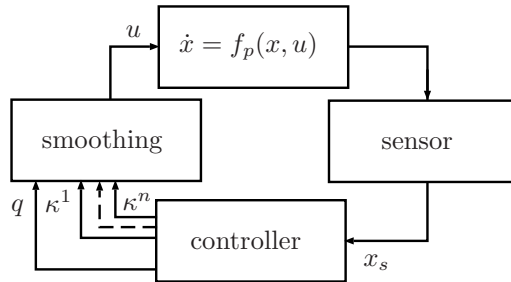 u
ẋ = f_p(x, u)
smoothing
sensor
q κ^1 κ^n
controller
x_s